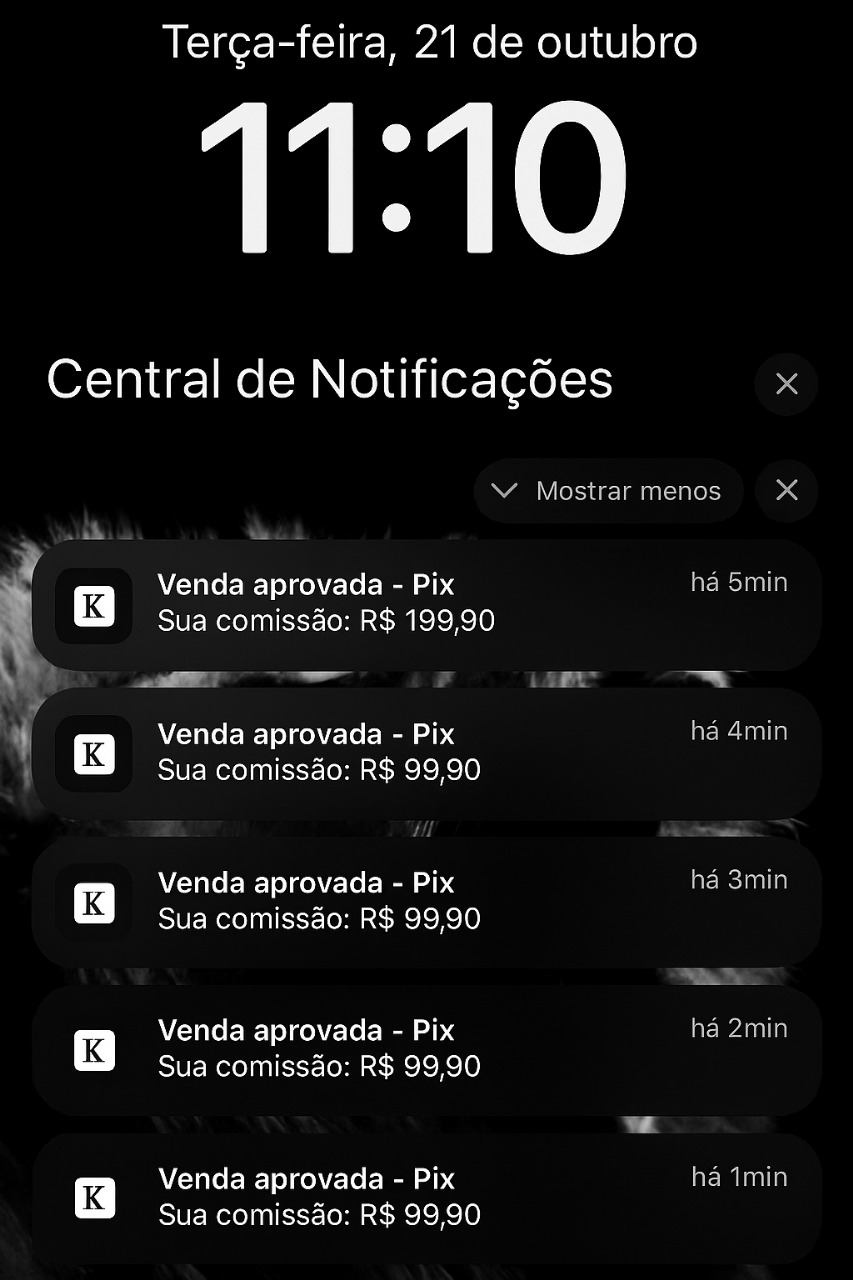 Terça-feira, 21 de outubro
11:10
Central de Notificações
Mostrar menos
K
Venda aprovada - Pix
há 5min
Sua comissão: R$ 199,90
K
Venda aprovada - Pix
há 4min
Sua comissão: R$ 99,90
K
Venda aprovada - Pix
há 3min
Sua comissão: R$ 99,90
K
Venda aprovada - Pix
há 2min
Sua comissão: R$ 99,90
K
Venda aprovada - Pix
há 1min
Sua comissão: R$ 99,90